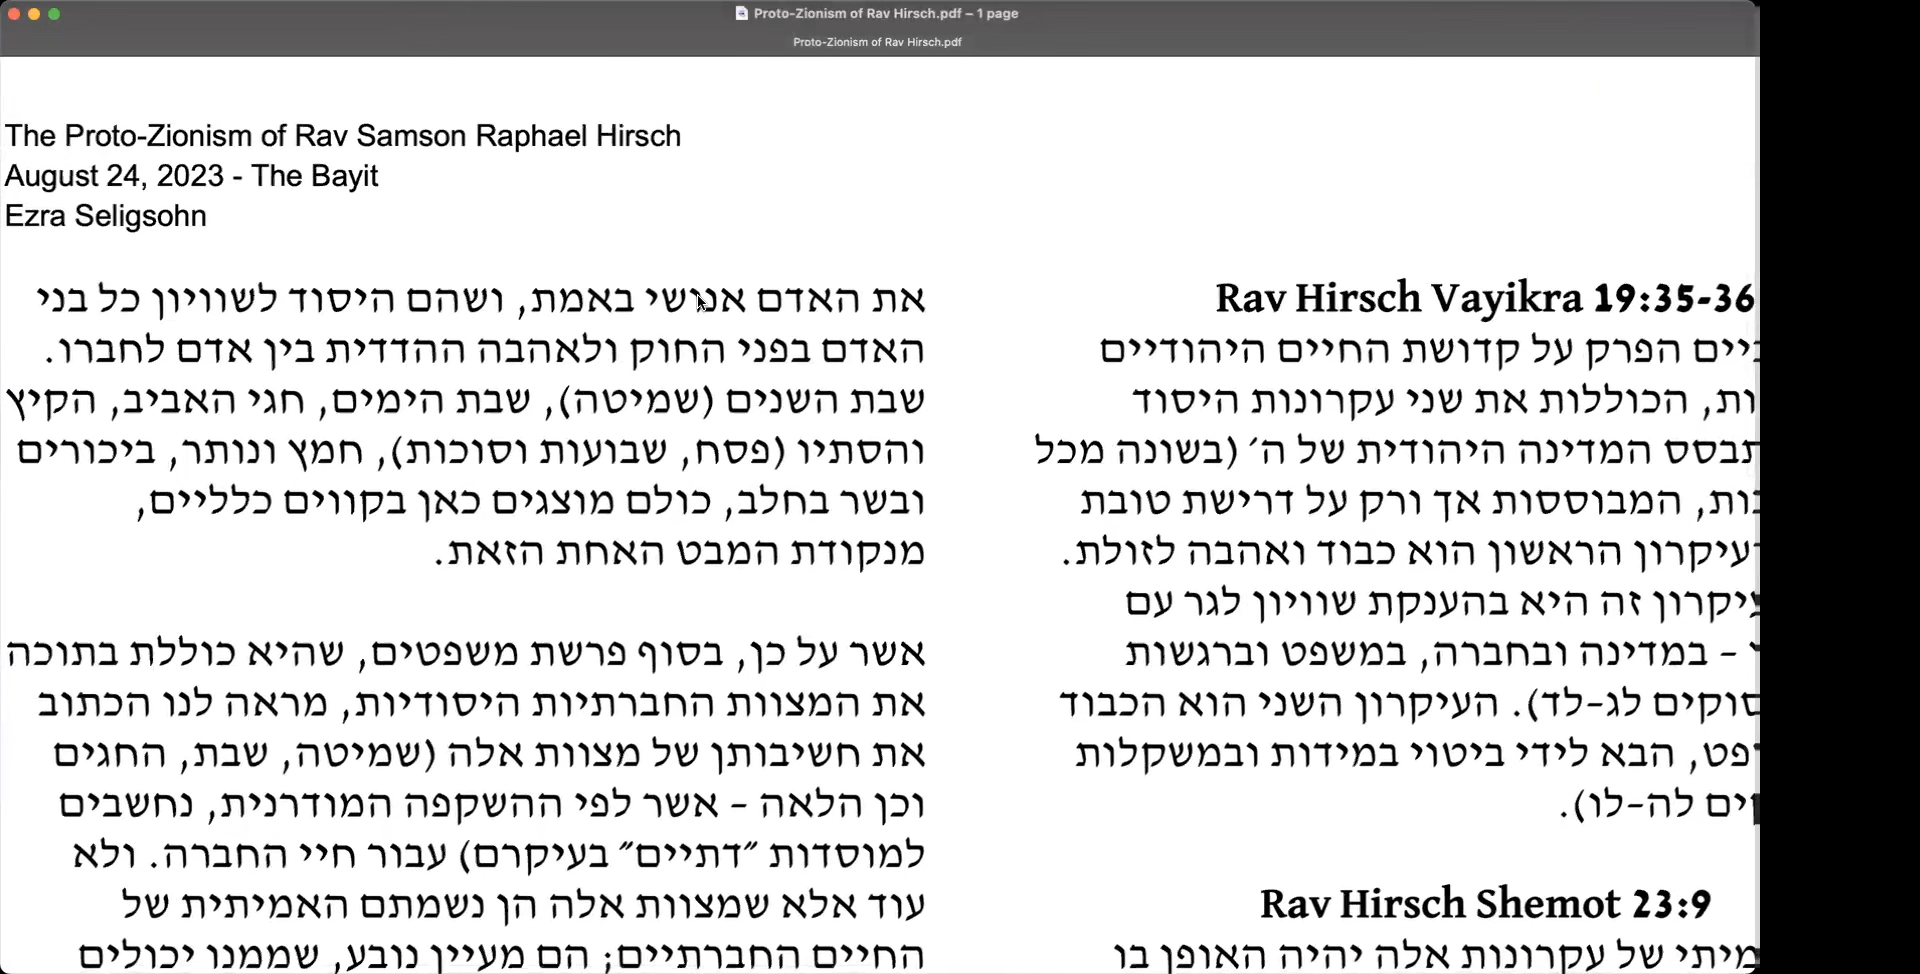 Proto-Zionism of Rav Hirsch.pdf – 1 page
Proto-Zionism of Rav Hirsch.pdf
The Proto-Zionism of Rav Samson Raphael Hirsch
August 24, 2023 - The Bayit
Ezra Seligsohn
Rav Hirsch Vayikra 19:35-36
הפרק על קדושת החיים היהודיים
הכוללות את שני עקרונות היסוד
המדינה היהודית של ה׳ (בשונה מכל
המבוססות אך ורק על דרישת טובת
הראשון הוא כבוד ואהבה לזולת.
זה היא בהענקת שוויון לגר עם
– במדינה ובחברה, במשפט וברגשות
לג–לד). העיקרון השני הוא הכבוד
הבא לידי ביטוי במידות ובמשקלות
לה–לו).
Rav Hirsch Shemot 23:9
של עקרונות אלה יהיה האופן בו
את האדם אנושי באמת, ושהם היסוד לשוויון כל בני
האדם בפני החוק ולאהבה ההדדית בין אדם לחברו.
שבת השנים (שמיטה), שבת הימים, חגי האביב, הקיץ
והסתיו (פסח, שבועות וסוכות), חמץ ונותר, ביכורים
ובשר בחלב, כולם מוצגים כאן בקווים כלליים,
מנקודת המבט האחת הזאת.
אשר על כן, בסוף פרשת משפטים, שהיא כוללת בתוכה
את המצוות החברתיות היסודיות, מראה לנו הכתוב
את חשיבותן של מצוות אלה (שמיטה, שבת, החגים
וכן הלאה – אשר לפי ההשקפה המודרנית, נחשבים
למוסדות ״דתיים״ בעיקרם) עבור חיי החברה. ולא
עוד אלא שמצוות אלה הן נשמתם האמיתית של
החיים החברתיים; הם מעיין נובע, שממנו יכולים